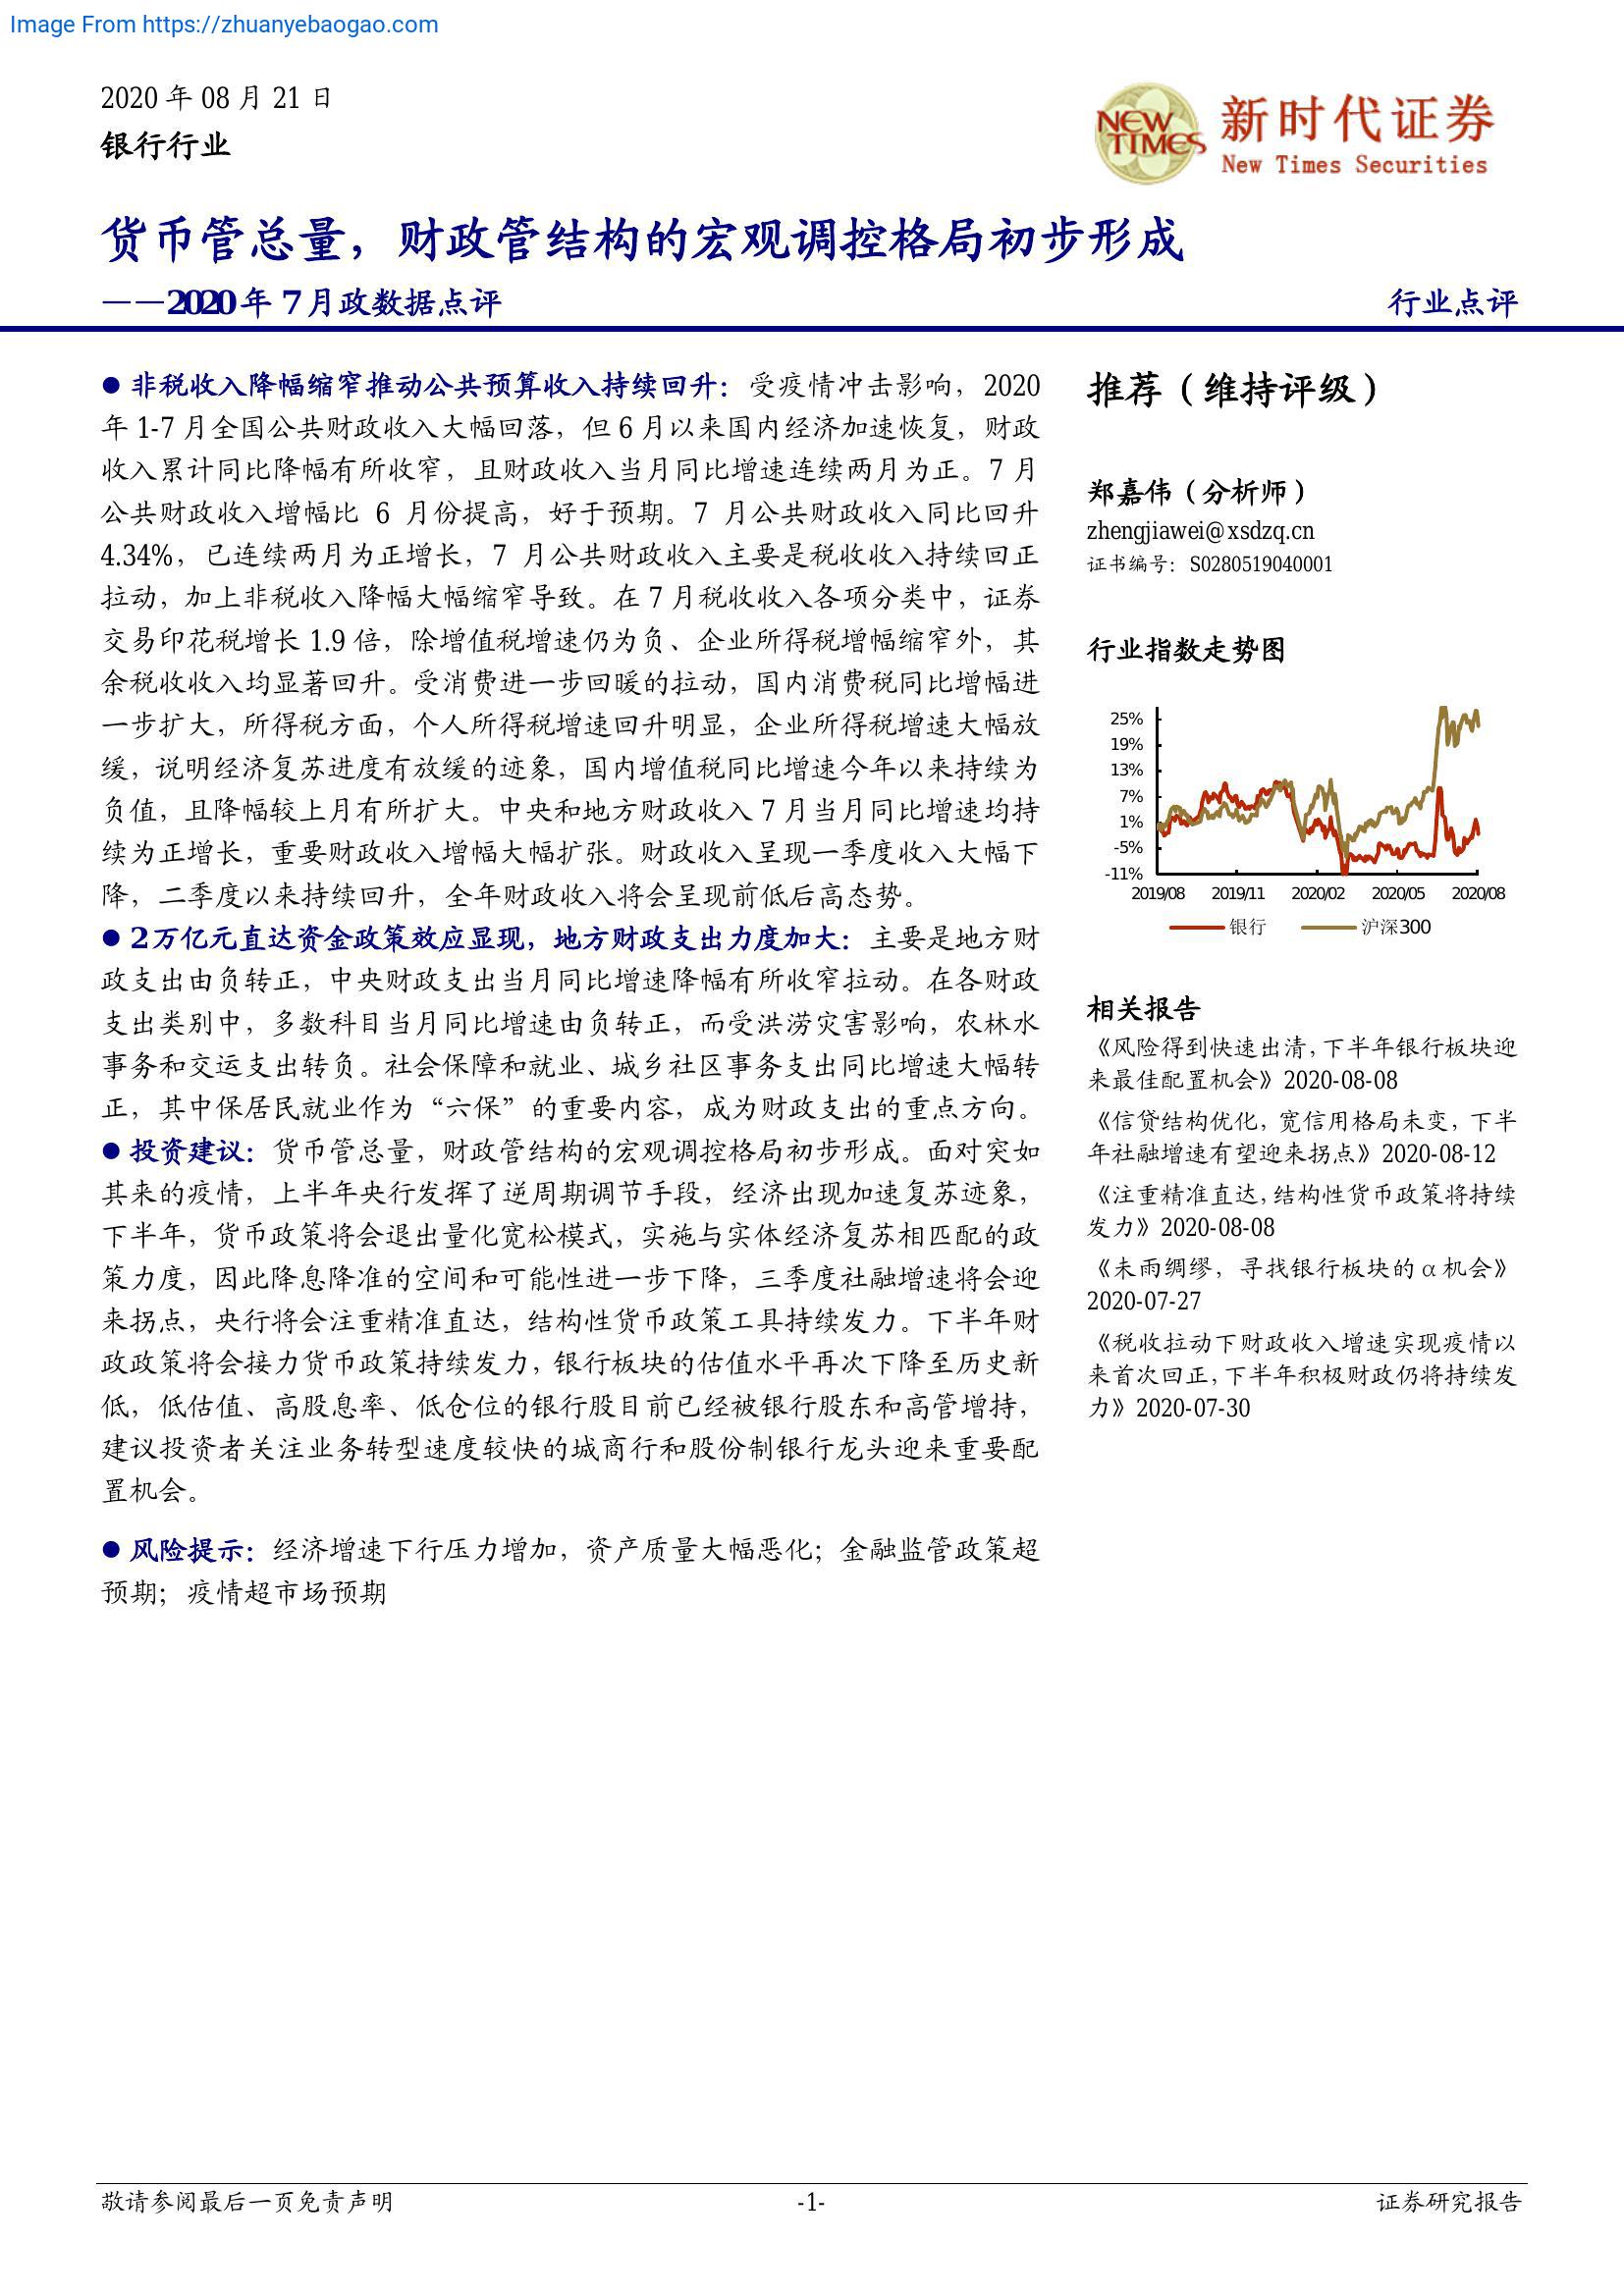 Image From https://zhuanyebaogao.com
2020 年 08 月 21 日
银行行业
NEW TIMES
新时代证券
New Times Securities
货币管总量，财政管结构的宏观调控格局初步形成
——2020 年 7 月政数据点评
行业点评
● 非税收入降幅缩窄推动公共预算收入持续回升：受疫情冲击影响，2020
年 1-7 月全国公共财政收入大幅回落，但 6 月以来国内经济加速恢复，财政
收入累计同比降幅有所收窄，且财政收入当月同比增速连续两月为正。7 月
公共财政收入增幅比 6 月份提高，好于预期。7 月公共财政收入同比回升
4.34%，已连续两月为正增长，7 月公共财政收入主要是税收收入持续回正
拉动，加上非税收入降幅大幅缩窄导致。在 7 月税收收入各项分类中，证券
交易印花税增长 1.9 倍，除增值税增速仍为负、企业所得税增幅缩窄外，其
余税收收入均显著回升。受消费进一步回暖的拉动，国内消费税同比增幅进
一步扩大，所得税方面，个人所得税增速回升明显，企业所得税增速大幅放
缓，说明经济复苏进度有放缓的迹象，国内增值税同比增速今年以来持续为
负值，且降幅较上月有所扩大。中央和地方财政收入 7 月当月同比增速均持
续为正增长，重要财政收入增幅大幅扩张。财政收入呈现一季度收入大幅下
降，二季度以来持续回升，全年财政收入将会呈现前低后高态势。
● 2万亿元直达资金政策效应显现，地方财政支出力度加大：主要是地方财
政支出由负转正，中央财政支出当月同比增速降幅有所收窄拉动。在各财政
支出类别中，多数科目当月同比增速由负转正，而受洪涝灾害影响，农林水
事务和交运支出转负。社会保障和就业、城乡社区事务支出同比增速大幅转
正，其中保居民就业作为“六保”的重要内容，成为财政支出的重点方向。
● 投资建议：货币管总量，财政管结构的宏观调控格局初步形成。面对突如
其来的疫情，上半年央行发挥了逆周期调节手段，经济出现加速复苏迹象，
下半年，货币政策将会退出量化宽松模式，实施与实体经济复苏相匹配的政
策力度，因此降息降准的空间和可能性进一步下降，三季度社融增速将会迎
来拐点，央行将会注重精准直达，结构性货币政策工具持续发力。下半年财
政政策将会接力货币政策持续发力，银行板块的估值水平再次下降至历史新
低，低估值、高股息率、低仓位的银行股目前已经被银行股东和高管增持，
建议投资者关注业务转型速度较快的城商行和股份制银行龙头迎来重要配
置机会。
● 风险提示：经济增速下行压力增加，资产质量大幅恶化；金融监管政策超
预期；疫情超市场预期
推荐（维持评级）
郑嘉伟（分析师）
zhengjiawei@xsdzq.cn
证书编号：S0280519040001
行业指数走势图
25%
19%
13%
7%
1%
-5%
-11%
2019/08 2019/11 2020/02 2020/05 2020/08
银行 沪深300
相关报告
《风险得到快速出清，下半年银行板块迎
来最佳配置机会》2020-08-08
《信贷结构优化，宽信用格局未变，下半
年社融增速有望迎来拐点》2020-08-12
《注重精准直达，结构性货币政策将持续
发力》2020-08-08
《未雨绸缪，寻找银行板块的 α 机会》
2020-07-27
《税收拉动下财政收入增速实现疫情以
来首次回正，下半年积极财政仍将持续发
力》2020-07-30
敬请参阅最后一页免责声明
-1-
证券研究报告